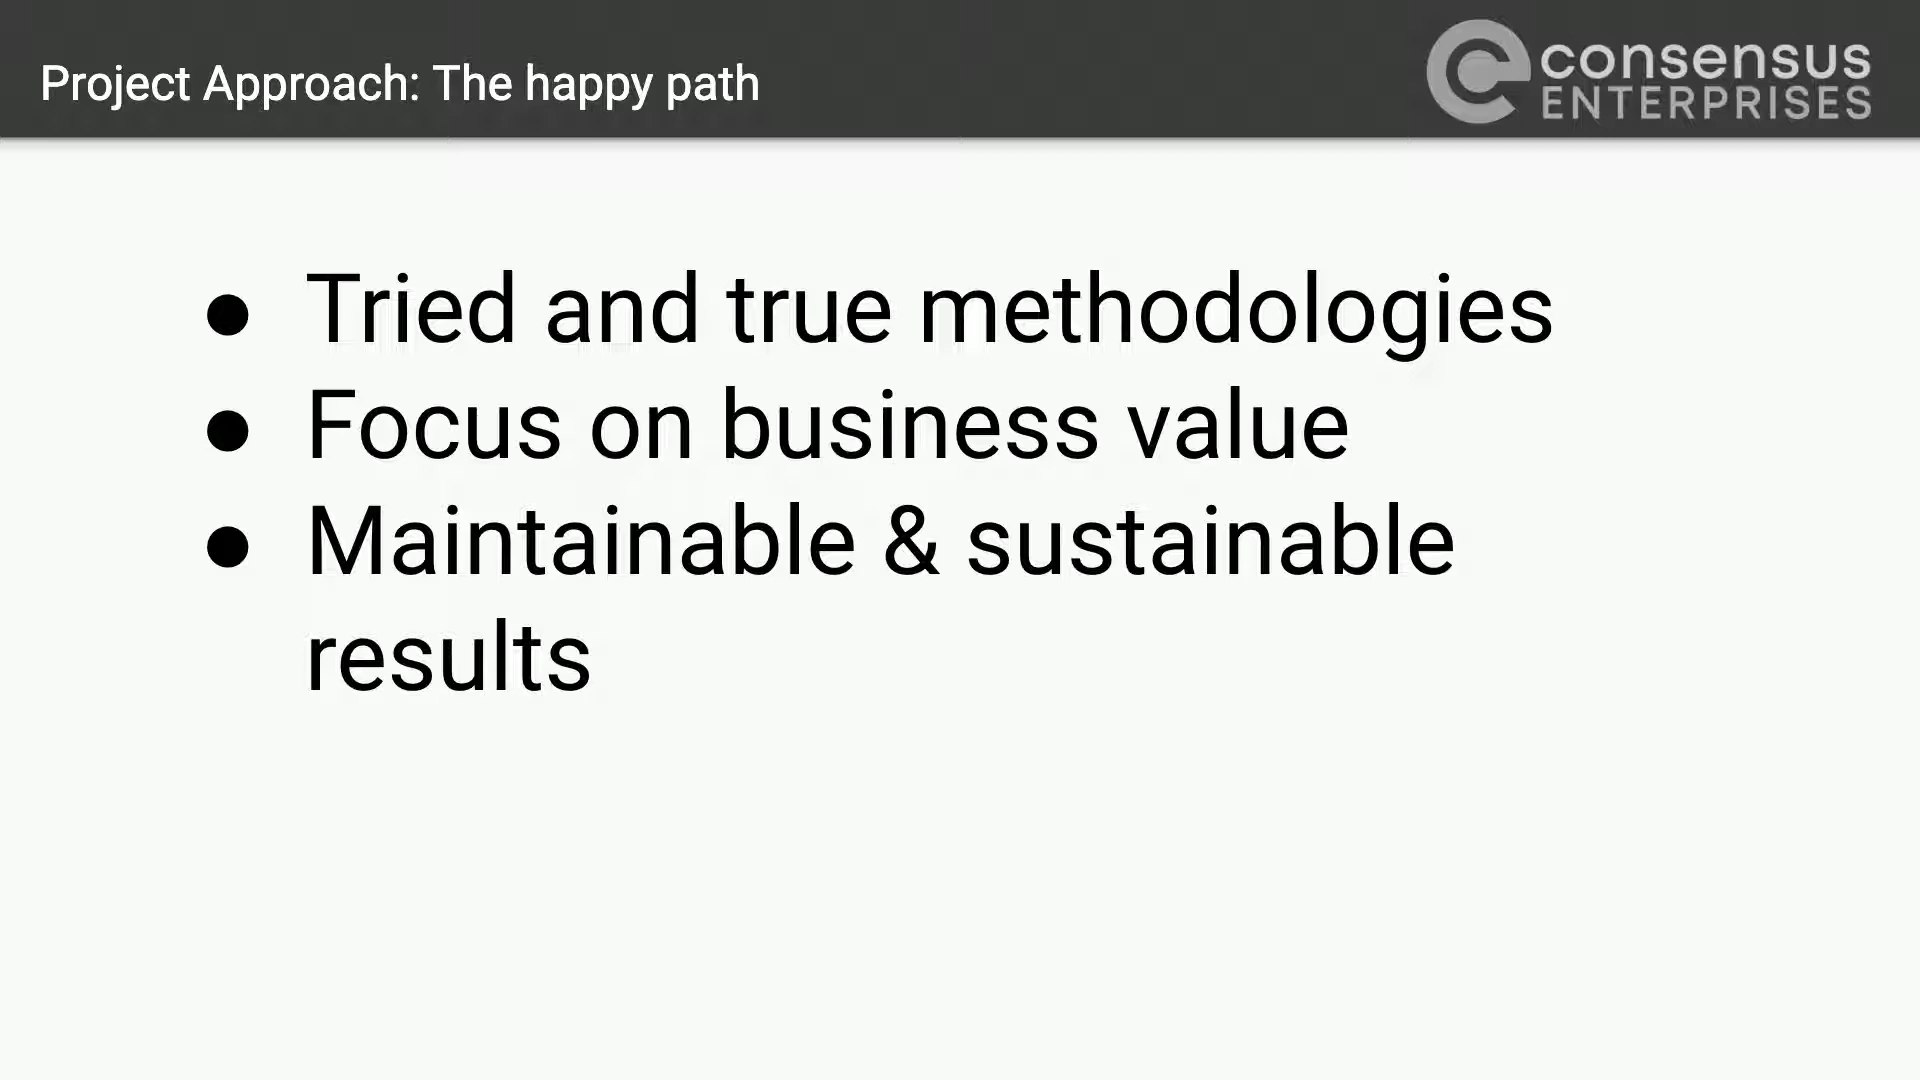 Project Approach: The happy path
consensus
ENTERPRISES
● Tried and true methodologies
● Focus on business value
● Maintainable & sustainable
results